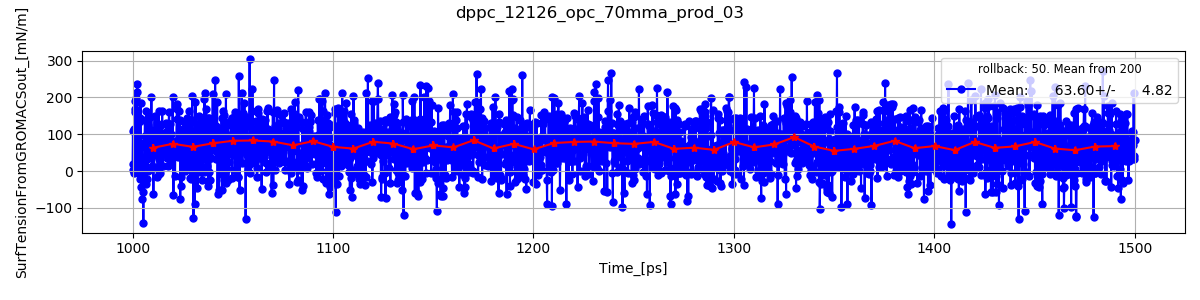 dppc_12126_opc_70mma_prod_03
SurfTensionFromGROMACSout_[mN/m]
300
200
100
0
−100
rollback: 50. Mean from 200
Mean: 63.60+/- 4.82
1000 1100 1200 1300 1400 1500
Time_[ps]